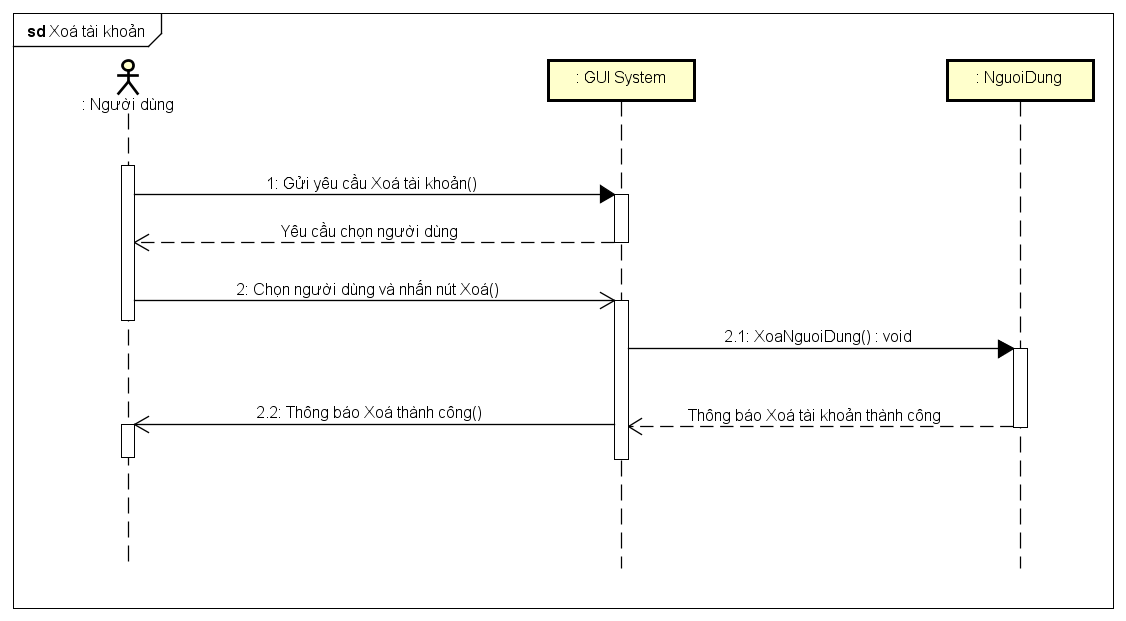 sd Xoá tài khoản
: Người dùng
: GUI System
: NguoiDung
1: Gửi yêu cầu Xoá tài khoản()
Yêu cầu chọn người dùng
2: Chọn người dùng và nhấn nút Xoá()
2.1: XoaNguoiDung() : void
2.2: Thông báo Xoá thành công()
Thông báo Xoá tài khoản thành công